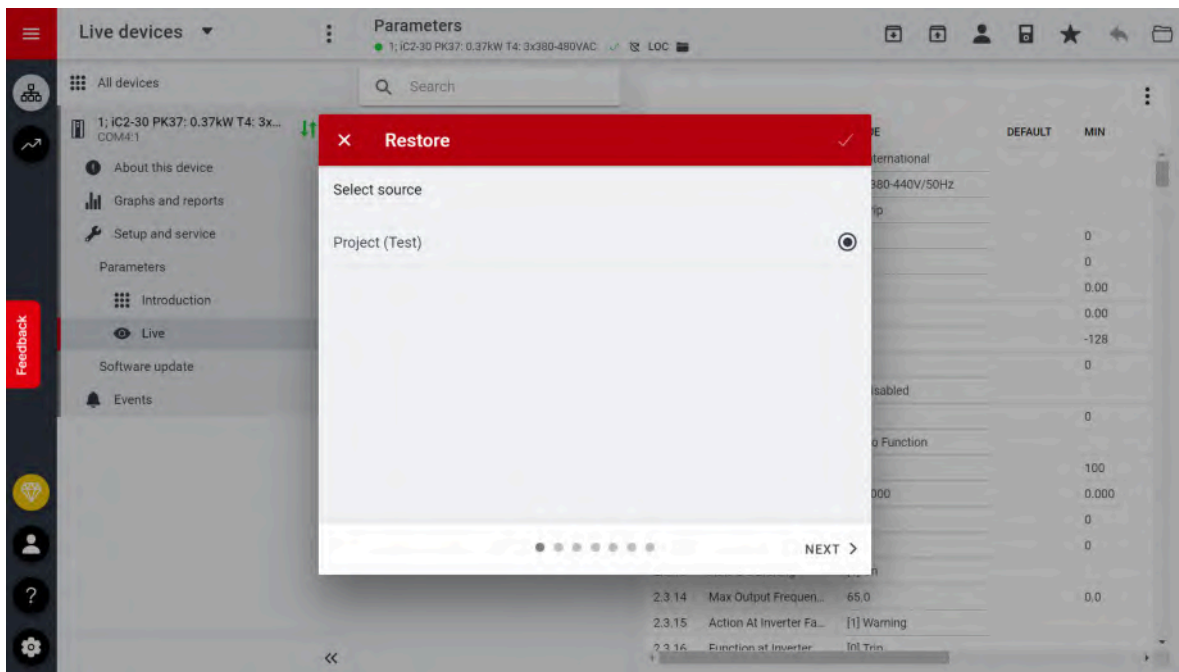 Live devices
Parameters
1; iC2-30 PK37: 0.37kW T4: 3x380-480VAC LOC
All devices
Search
1; iC2-30 PK37: 0.37kW T4: 3x...
COM4:1
About this device
Graphs and reports
Setup and service
Parameters
Introduction
Live
Software update
Events
Feedback
Restore
Select source
Project (Test)
NEXT >
DEFAULT MIN
ternational
380-440V/50Hz
ip
0
0
0.00
0.00
-128
0
isabled
0
o Function
100
000 0.000
0
0
2.3.14 Max Output Frequen... 65.0 0.0
2.3.15 Action At Inverter Fa... [1] Warning
2.3.16 Function at Inverter [0] Trip
?
«